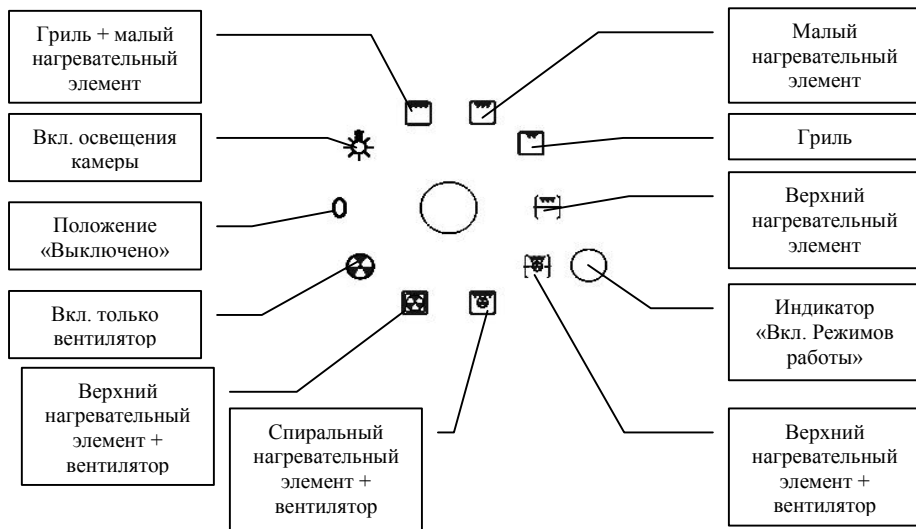 Гриль + малый
нагревательный
элемент
Вкл. освещения
камеры
Положение
«Выключено»
Вкл. только
вентилятор
Верхний
нагревательный
элемент +
вентилятор
Спиральный
нагревательный
элемент +
вентилятор
Малый
нагревательный
элемент
Гриль
Верхний
нагревательный
элемент
Индикатор
«Вкл. Режимов
работы»
Верхний
нагревательный
элемент +
вентилятор